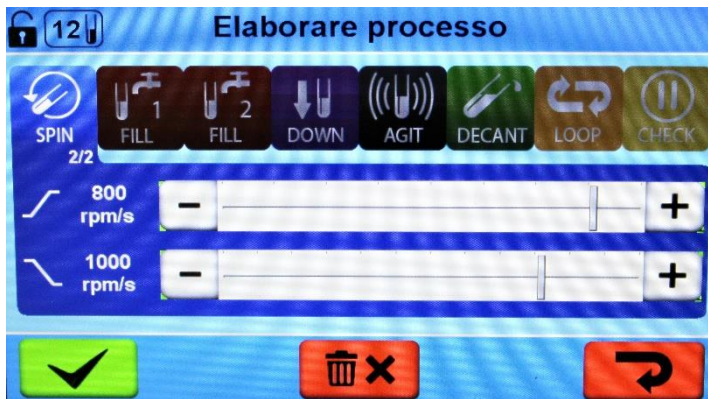 12 Elaborare processo
SPIN
1
FILL
2
FILL
DOWN
AGIT
DECANT
LOOP
CHECK
2/2
800
rpm/s
- +
1000
rpm/s
- +